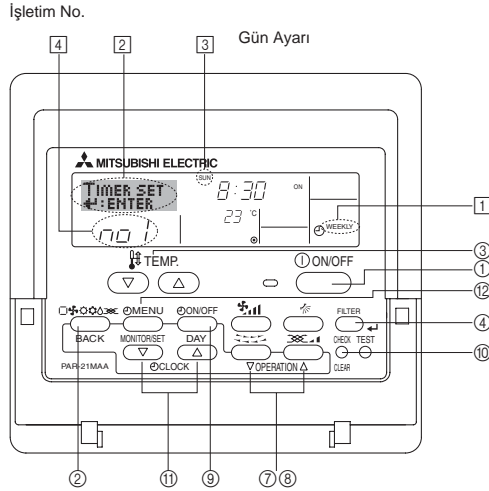 İşletim No.
Gün Ayarı
4 2 3
MITSUBISHI ELECTRIC
SUN
TIMER SET
↵:ENTER
8:30 ON
23 °C
no 1
WEEKLY
1
TEMP. ON/OFF
③
①
⑫
④
⑩
MENU ON/OFF FILTER
BACK MONITOR/SET DAY CHECK TEST
PAR-21MAA CLOCK OPERATION CLEAR
② ⑪ ⑨ ⑦ ⑧